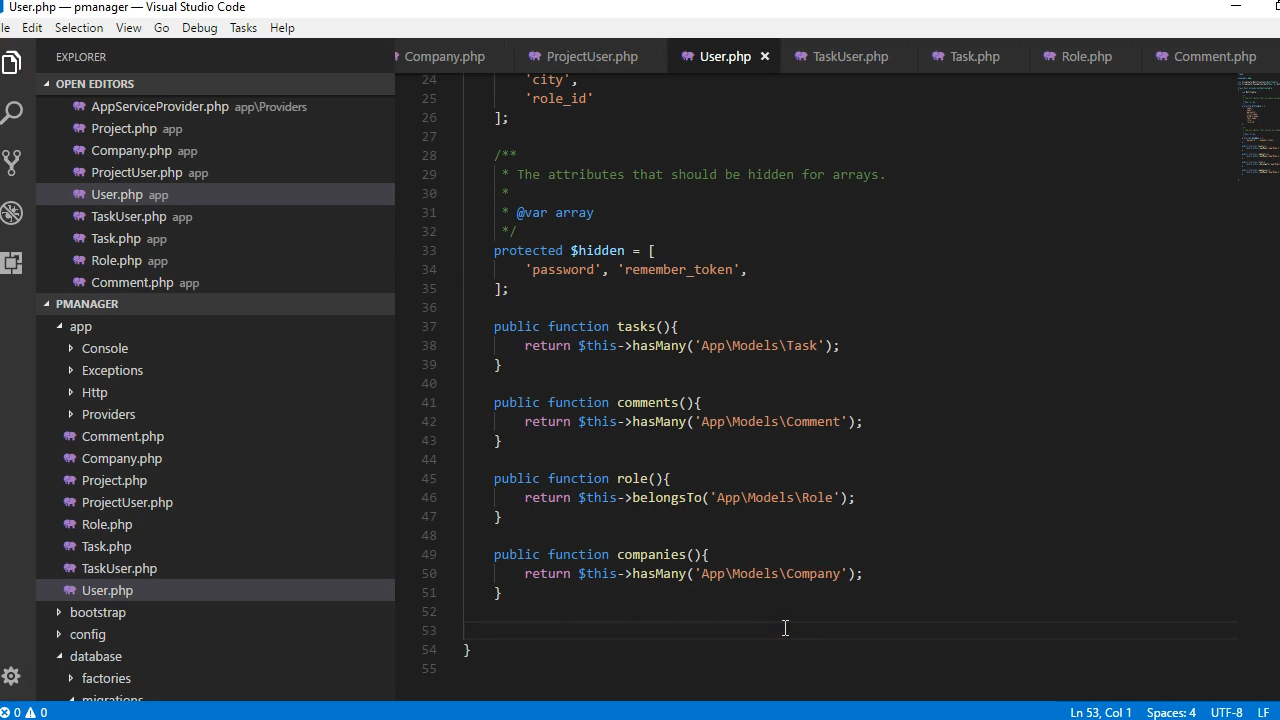 User.php — pmanager — Visual Studio Code
le Edit Selection View Go Debug Tasks Help
EXPLORER
OPEN EDITORS
AppServiceProvider.php app\Providers
Project.php app
Company.php app
ProjectUser.php app
User.php app
TaskUser.php app
Task.php app
Role.php app
Comment.php app
PMANAGER
app
Console
Exceptions
Http
Providers
Comment.php
Company.php
Project.php
ProjectUser.php
Role.php
Task.php
TaskUser.php
User.php
bootstrap
config
database
factories
migrations
Company.php ProjectUser.php User.php TaskUser.php Task.php Role.php Comment.php
24 'city',
25 'role_id'
26 ];
27
28 /**
29 * The attributes that should be hidden for arrays.
30 *
31 * @var array
32 */
33 protected $hidden = [
34 'password', 'remember_token',
35 ];
36
37 public function tasks(){
38 return $this->hasMany('App\Models\Task');
39 }
40
41 public function comments(){
42 return $this->hasMany('App\Models\Comment');
43 }
44
45 public function role(){
46 return $this->belongsTo('App\Models\Role');
47 }
48
49 public function companies(){
50 return $this->hasMany('App\Models\Company');
51 }
52
53
54 }
55
0 0 Ln 53, Col 1 Spaces: 4 UTF-8 LF